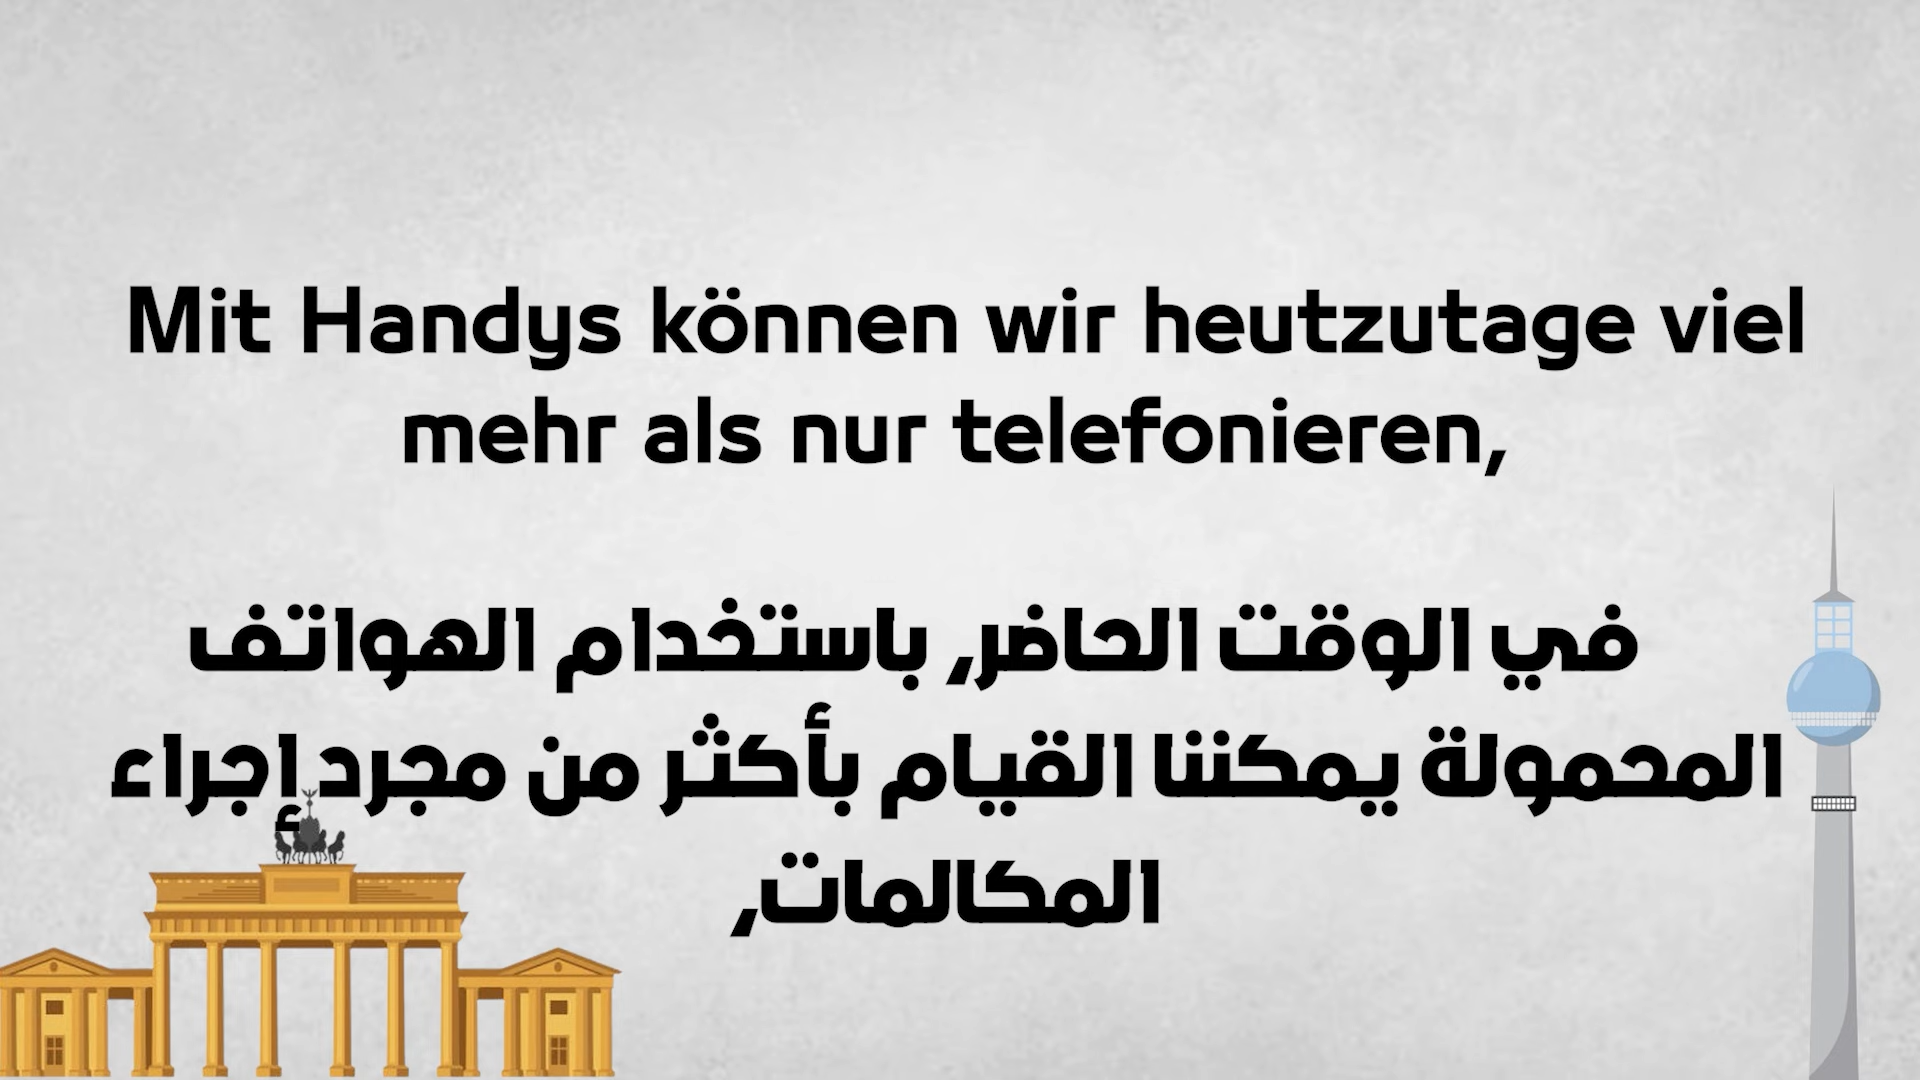 Mit Handys können wir heutzutage viel
mehr als nur telefonieren,
في الوقت الحاضر, باستخدام الهواتف
المحمولة يمكننا القيام بأكثر من مجرد إجراء
المكالمات,